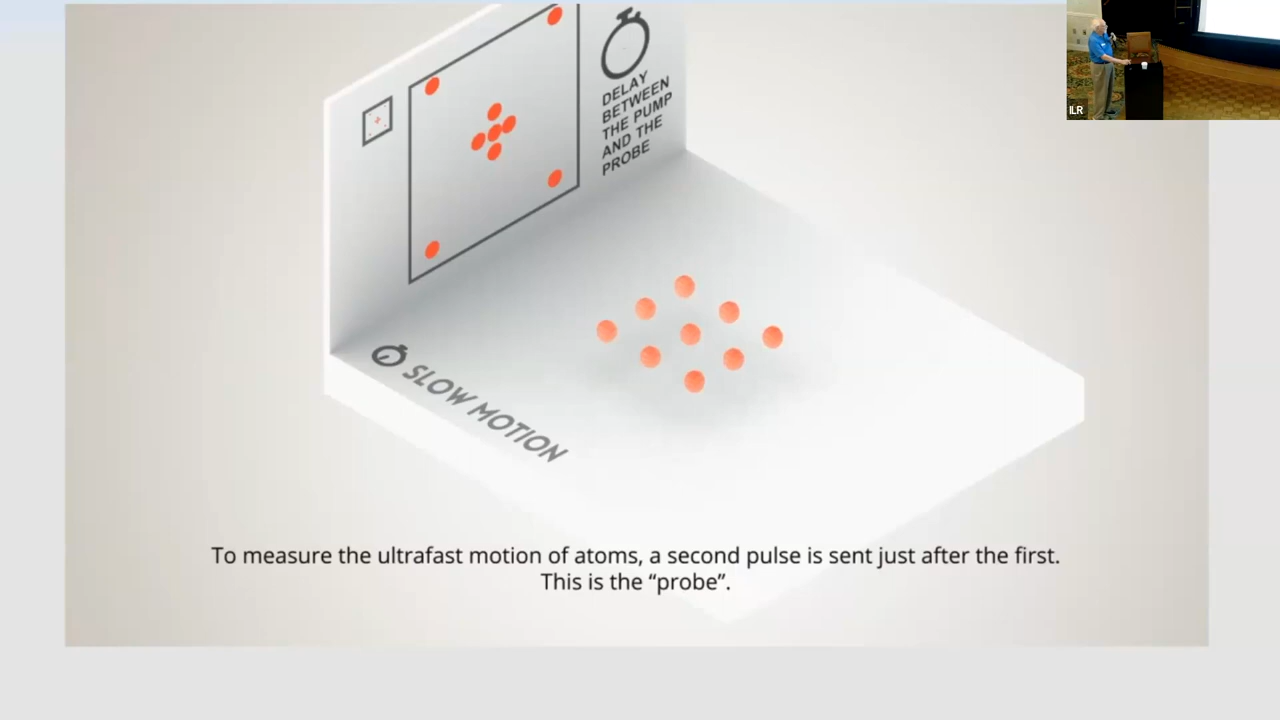 DELAY
BETWEEN
THE PUMP
AND THE
PROBE
SLOW MOTION
To measure the ultrafast motion of atoms, a second pulse is sent just after the first.
This is the “probe”.
ILR